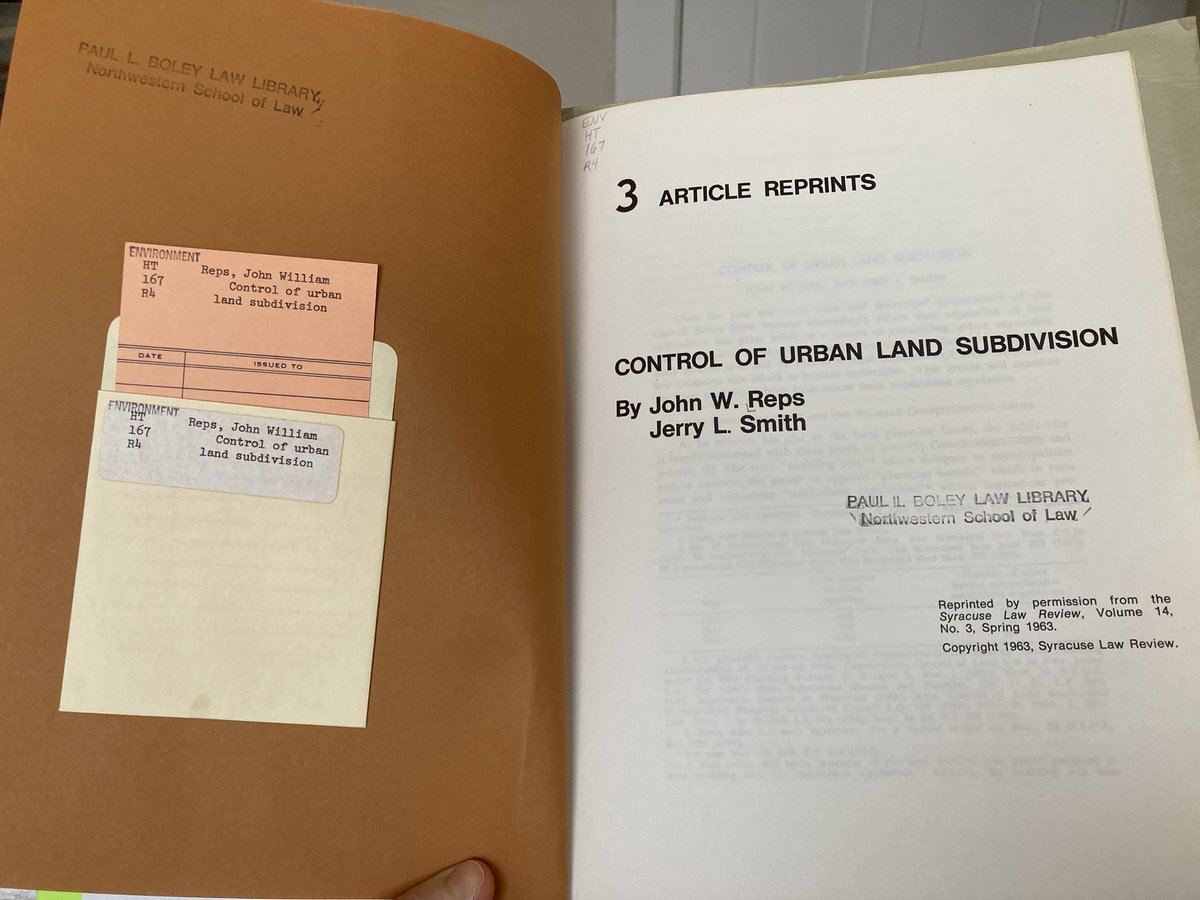 PAUL L. BOLEY LAW LIBRARY
Northwestern School of Law
ENVIRONMENT
HT
167
R4
Reps, John William
Control of urban
land subdivision
DATE
ISSUED TO
ENVIRONMENT
HT
167
R4
Reps, John William
Control of urban
land subdivision
ENV
HT
167
R4
3 ARTICLE REPRINTS
CONTROL OF URBAN LAND SUBDIVISION
By John W. Reps
Jerry L. Smith
PAUL L. BOLEY LAW LIBRARY
Northwestern School of Law
Reprinted by permission from the
Syracuse Law Review, Volume 14,
No. 3, Spring 1963.
Copyright 1963, Syracuse Law Review.